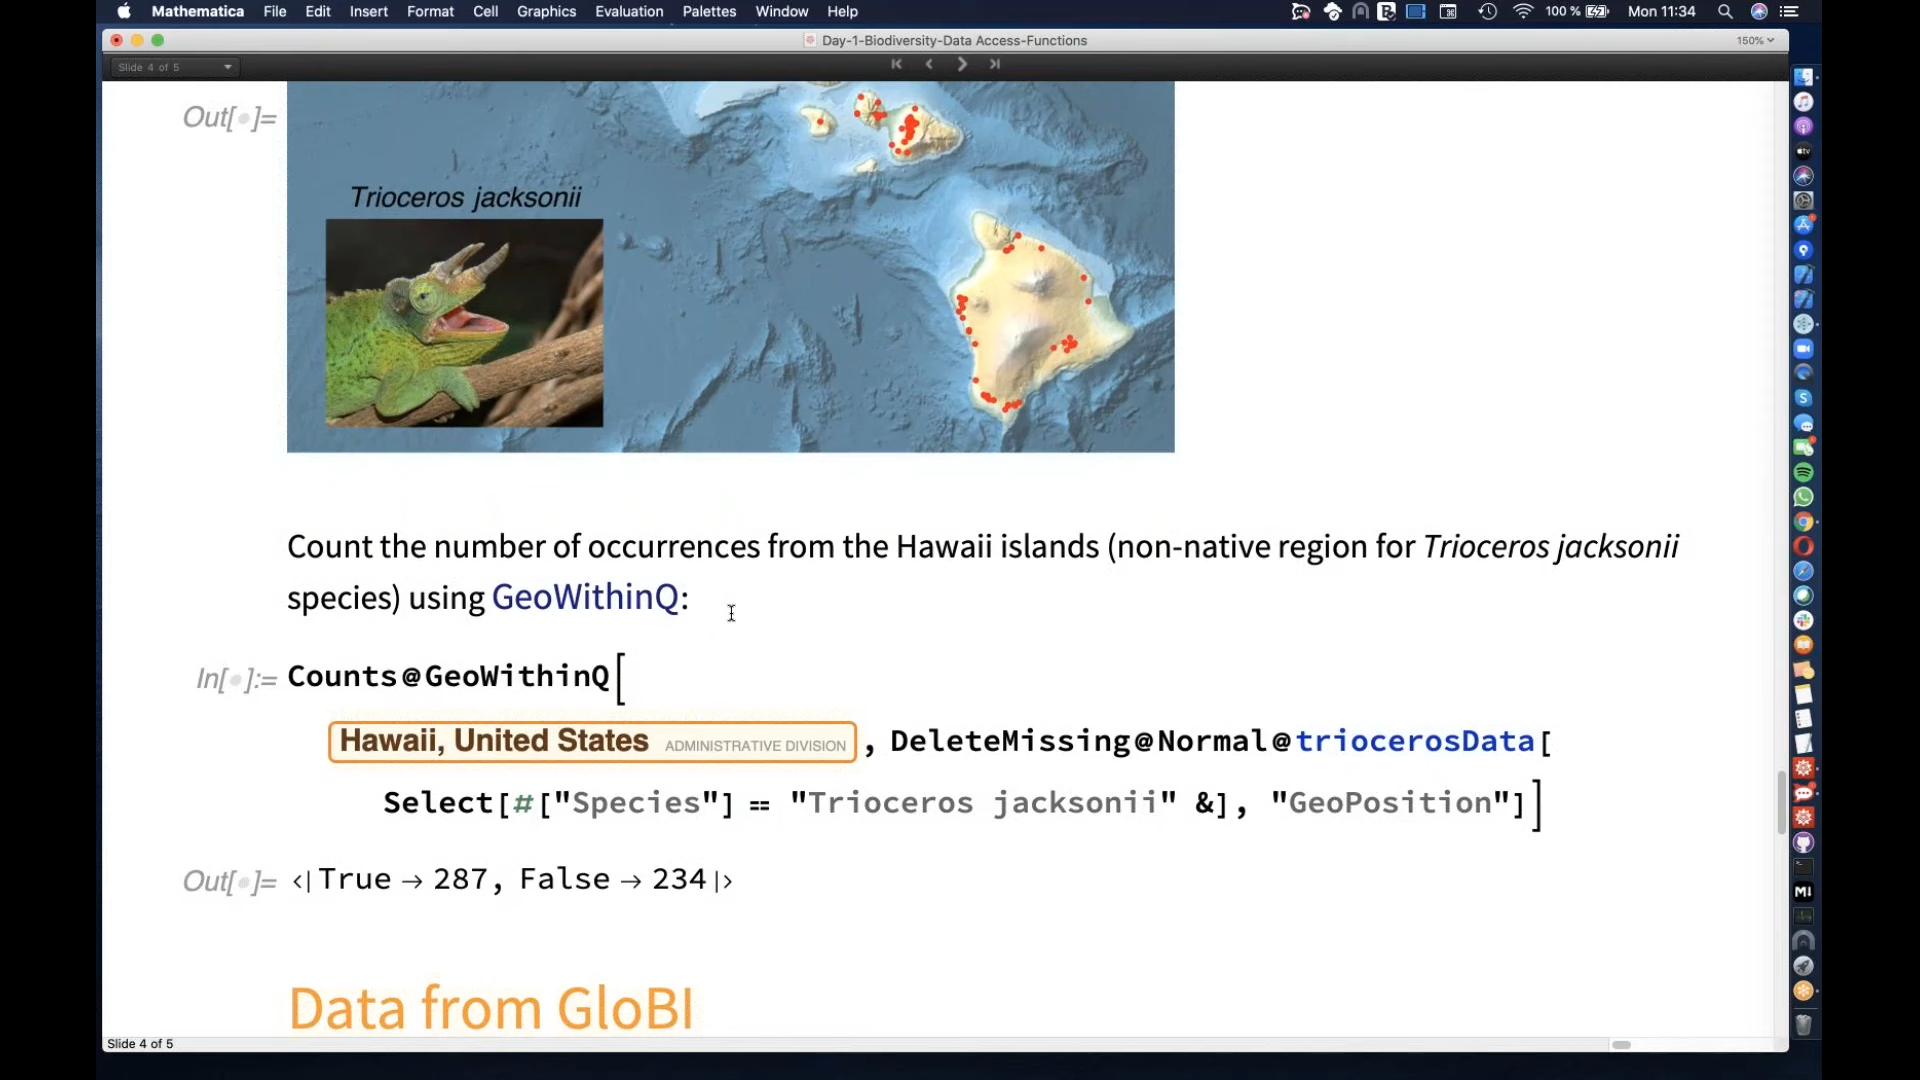 Mathematica File Edit Insert Format Cell Graphics Evaluation Palettes Window Help 100 % Mon 11:34
Day-1-Biodiversity-Data Access-Functions 150%
Slide 4 of 5
Out[•]=
Trioceros jacksonii
Count the number of occurrences from the Hawaii islands (non-native region for Trioceros jacksonii
species) using GeoWithinQ:
In[•]:= Counts@GeoWithinQ[
Hawaii, United States ADMINISTRATIVE DIVISION , DeleteMissing@Normal@triocerosData[
Select[#["Species"] == "Trioceros jacksonii" &], "GeoPosition"]]
Out[•]= <|True → 287, False → 234|>
Data from GloBI
Slide 4 of 5